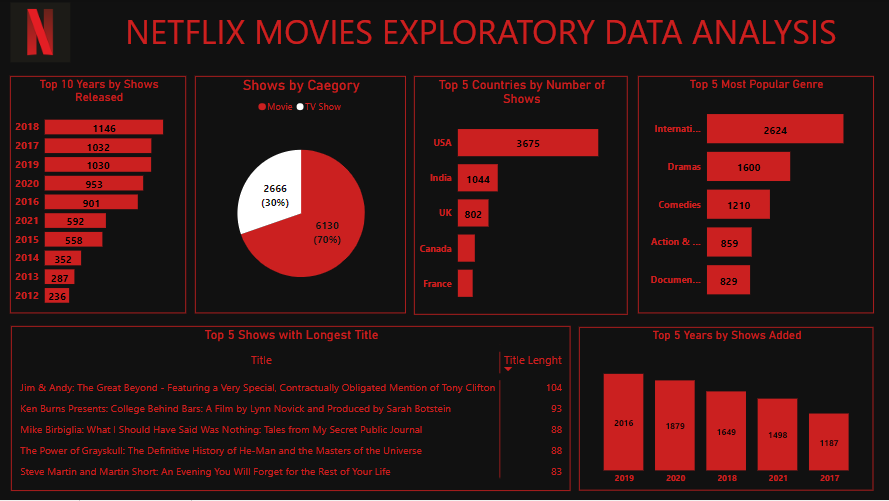 NETFLIX MOVIES EXPLORATORY DATA ANALYSIS
Top 10 Years by Shows
Released
2018 1146
2017 1032
2019 1030
2020 953
2016 901
2021 592
2015 558
2014 352
2013 287
2012 236
Shows by Caegory
Movie TV Show
2666
(30%)
6130
(70%)
Top 5 Countries by Number of
Shows
USA 3675
India 1044
UK 802
Canada
France
Top 5 Most Popular Genre
Internati... 2624
Dramas 1600
Comedies 1210
Action & ... 859
Documen... 829
Top 5 Shows with Longest Title
Title Title Lenght
Jim & Andy: The Great Beyond - Featuring a Very Special, Contractually Obligated Mention of Tony Clifton 104
Ken Burns Presents: College Behind Bars: A Film by Lynn Novick and Produced by Sarah Botstein 93
Mike Birbiglia: What I Should Have Said Was Nothing: Tales from My Secret Public Journal 88
The Power of Grayskull: The Definitive History of He-Man and the Masters of the Universe 88
Steve Martin and Martin Short: An Evening You Will Forget for the Rest of Your Life 83
Top 5 Years by Shows Added
2016 1879 1649 1498 1187
2019 2020 2018 2021 2017